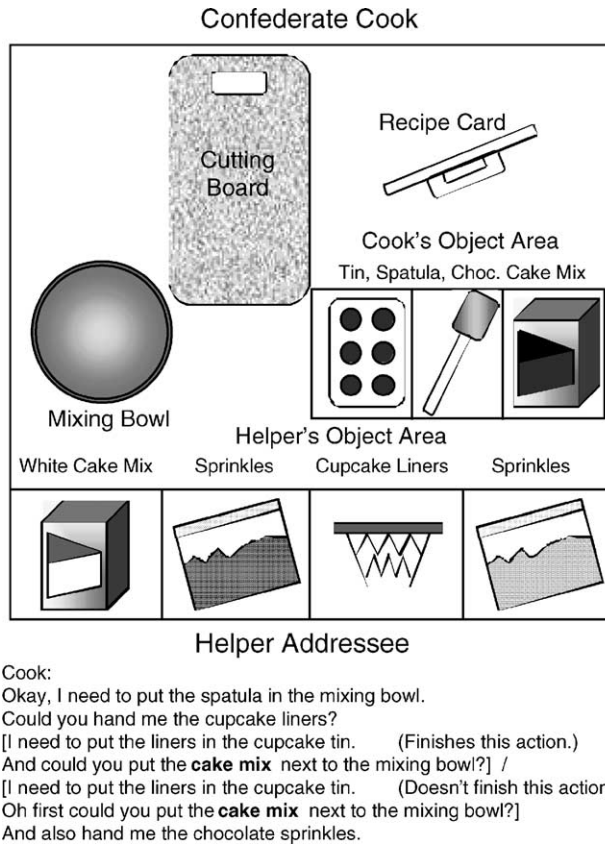 Confederate Cook
Cutting
Board
Recipe Card
Cook's Object Area
Tin, Spatula, Choc. Cake Mix
Mixing Bowl
Helper's Object Area
White Cake Mix Sprinkles Cupcake Liners Sprinkles
Helper Addressee
Cook:
Okay, I need to put the spatula in the mixing bowl.
Could you hand me the cupcake liners?
[I need to put the liners in the cupcake tin. (Finishes this action.)
And could you put the cake mix next to the mixing bowl?] /
[I need to put the liners in the cupcake tin. (Doesn't finish this action
Oh first could you put the cake mix next to the mixing bowl?]
And also hand me the chocolate sprinkles.